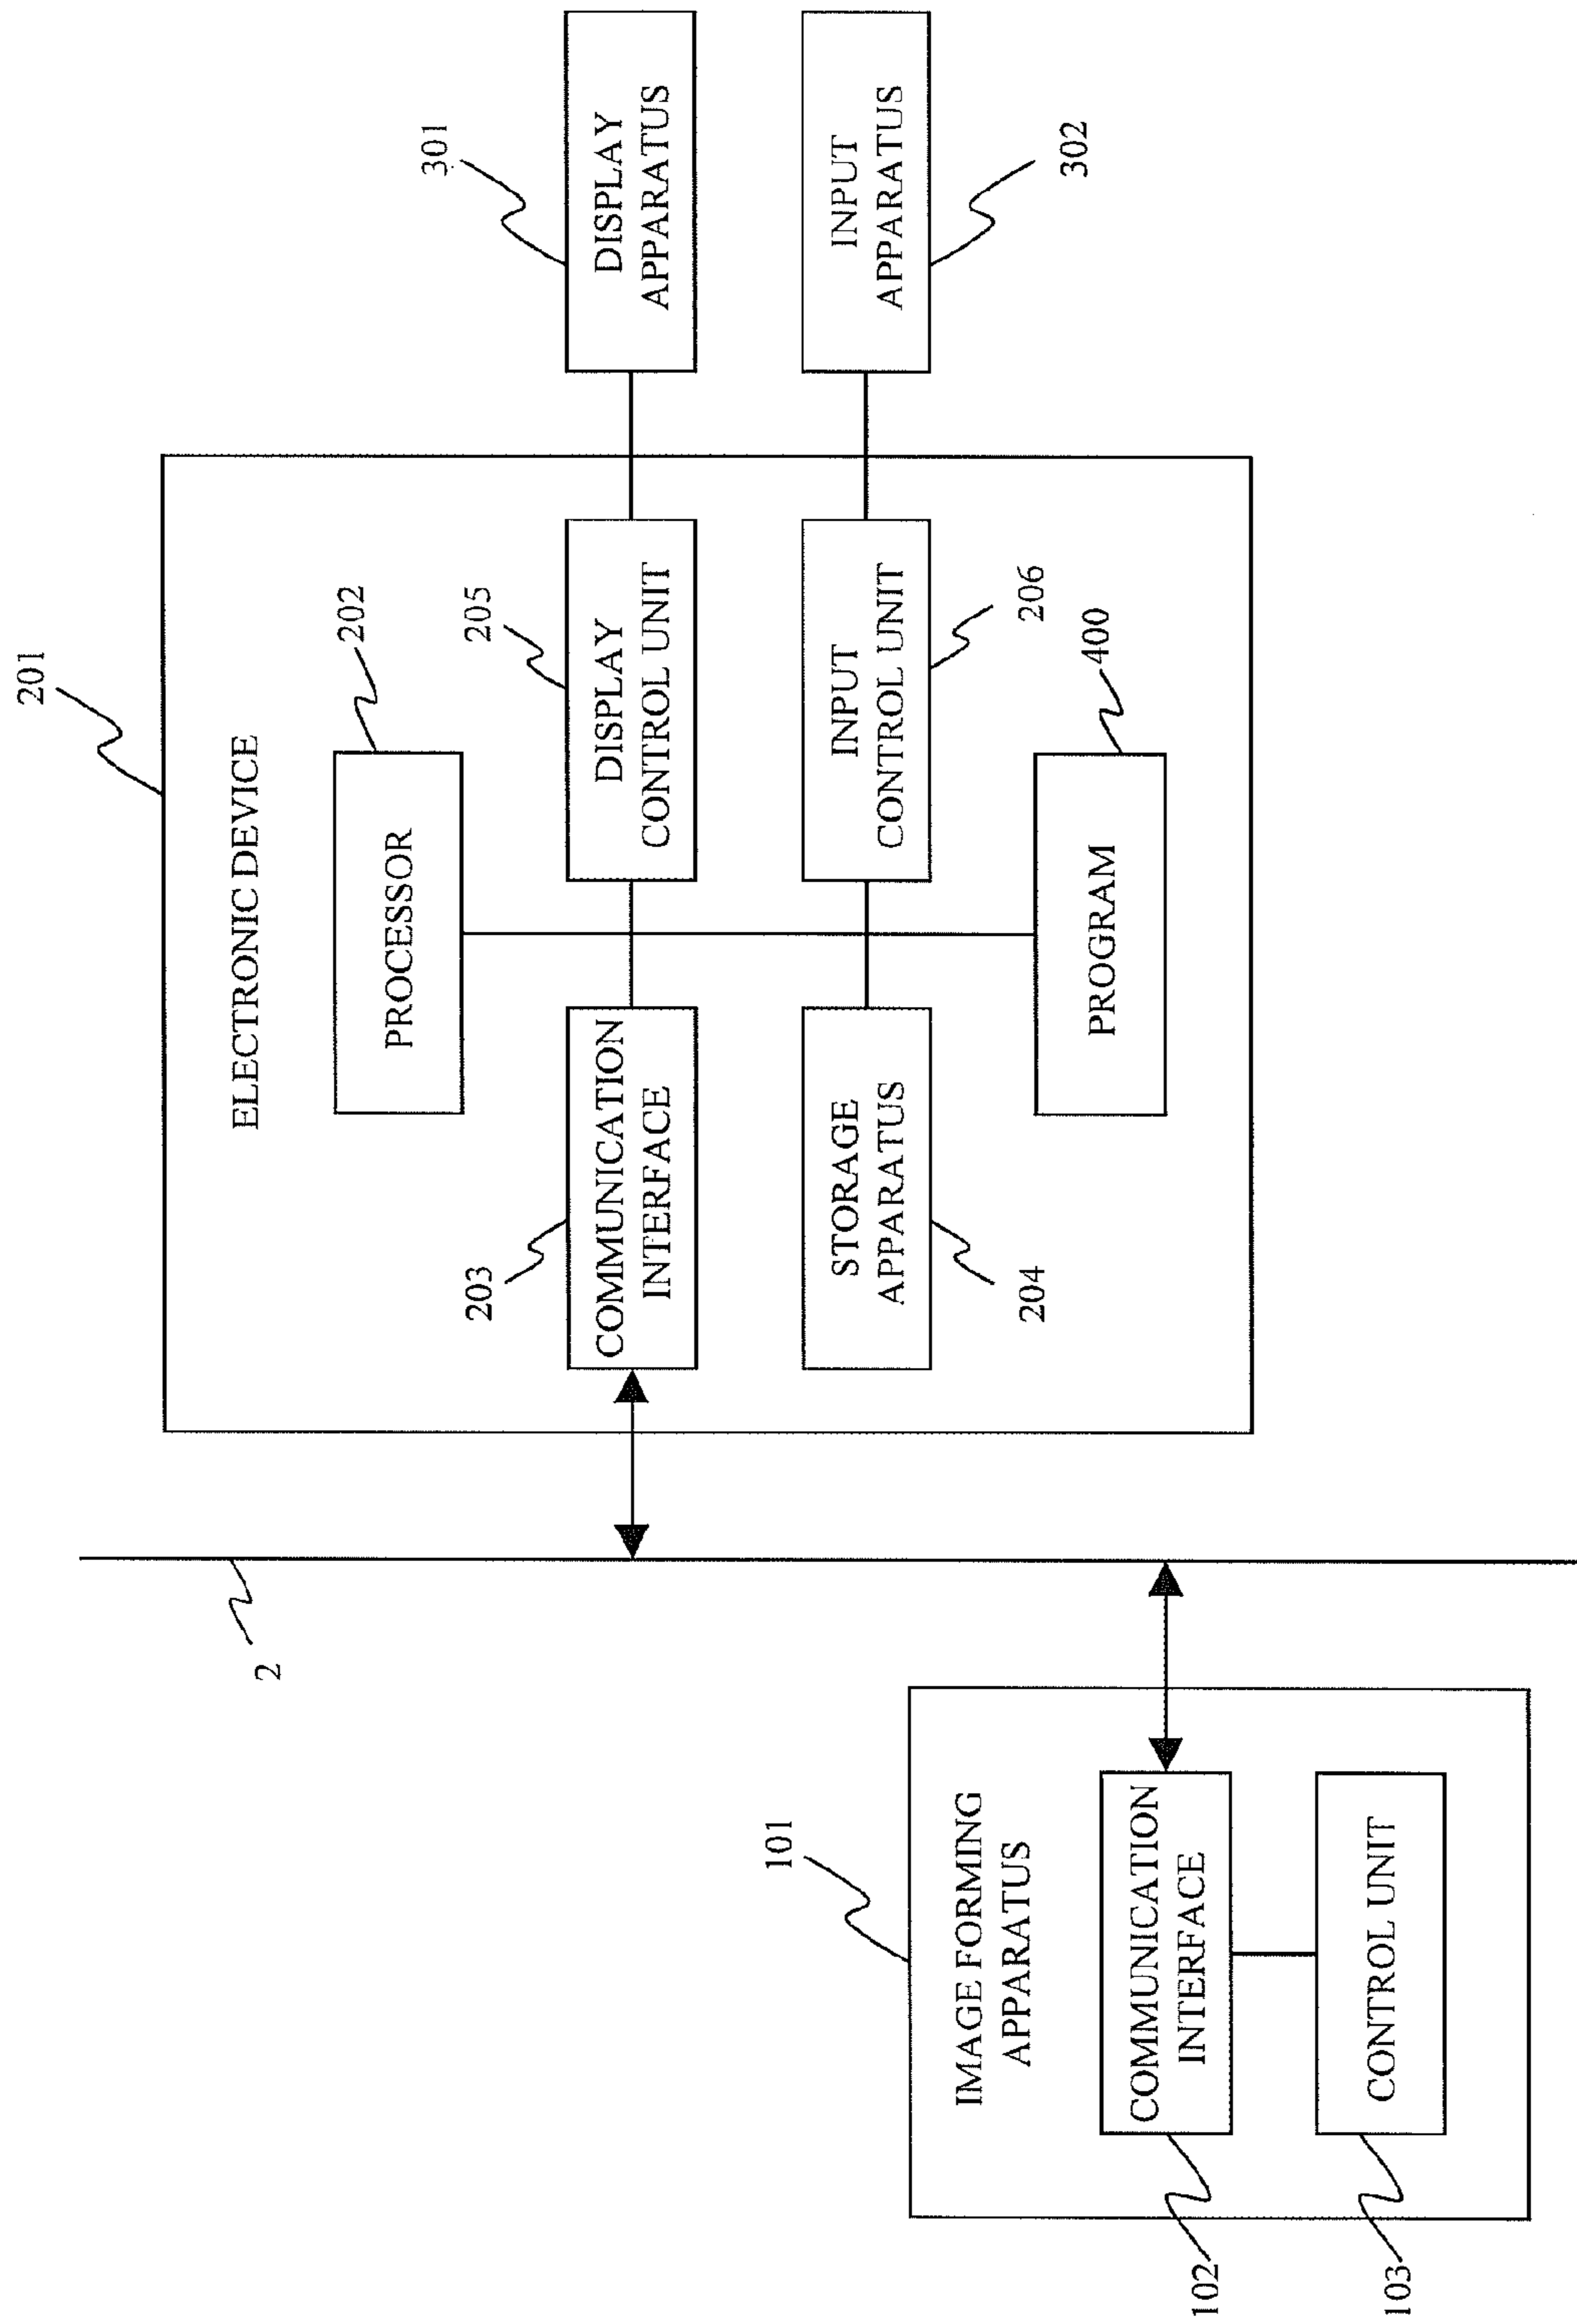 201
ELECTRONIC DEVICE
202
PROCESSOR
203
COMMUNICATION
INTERFACE
205
DISPLAY
CONTROL UNIT
301
DISPLAY
APPARATUS
STORAGE
APPARATUS
204
INPUT
CONTROL UNIT
206
INPUT
APPARATUS
302
PROGRAM
400
2
101
IMAGE FORMING
APPARATUS
COMMUNICATION
INTERFACE
102
CONTROL UNIT
103